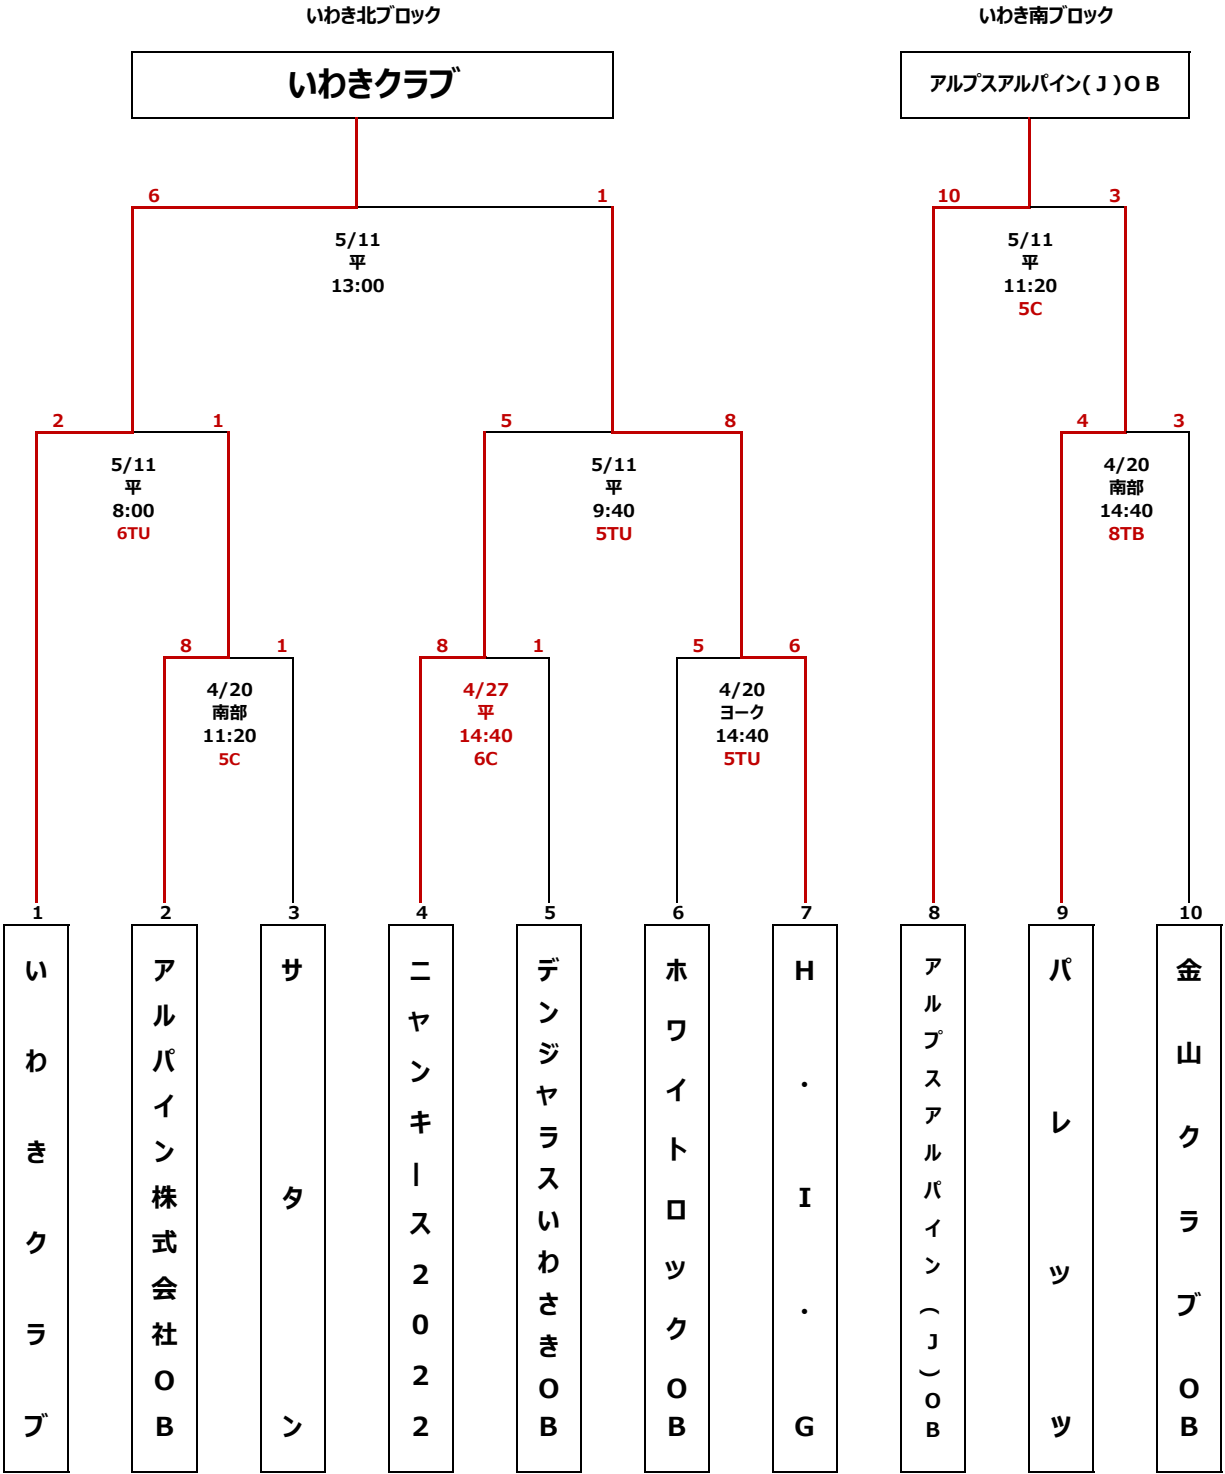 いわき北ブロック
いわき南ブロック
いわきクラブ
アルプスアルパイン(J)OB
6
1
10
3
5/11
平
13:00
5/11
平
11:20
5C
2
1
5
8
4
3
5/11
平
8:00
6TU
5/11
平
9:40
5TU
4/20
南部
14:40
8TB
8
1
8
1
5
6
4/20
南部
11:20
5C
4/27
平
14:40
6C
4/20
ヨーク
14:40
5TU
1
2
3
4
5
6
7
8
9
10
いわきクラブ
アルパイン株式会社OB
サタン
ニヤンキース2022
デンジヤラスいわさきOB
ホワイトロックOB
H.I.G
アルプスアルパイン(J)OB
パレッツ
金山クラブOB